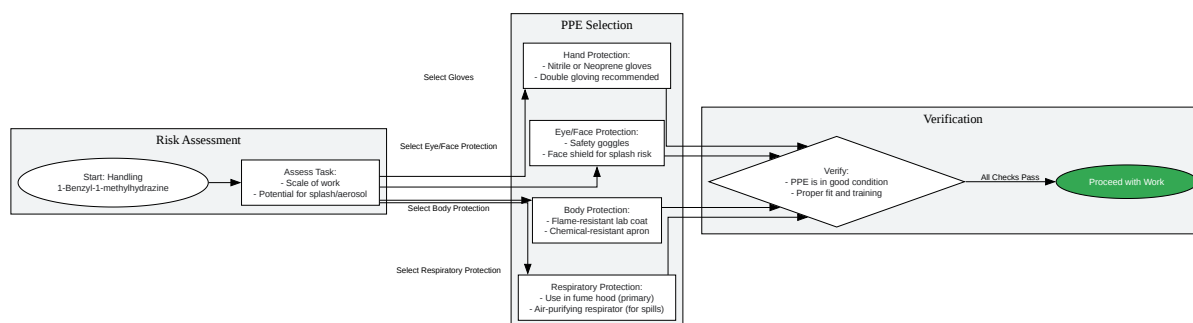 Risk Assessment
Start: Handling
1-Benzyl-1-methylhydrazine
Assess Task:
- Scale of work
- Potential for splash/aerosol
Select Gloves
Select Eye/Face Protection
Select Body Protection
Select Respiratory Protection
PPE Selection
Hand Protection:
- Nitrile or Neoprene gloves
- Double gloving recommended
Eye/Face Protection:
- Safety goggles
- Face shield for splash risk
Body Protection:
- Flame-resistant lab coat
- Chemical-resistant apron
Respiratory Protection:
- Use in fume hood (primary)
- Air-purifying respirator (for spills)
Verification
Verify:
- PPE is in good condition
- Proper fit and training
All Checks Pass
Proceed with Work